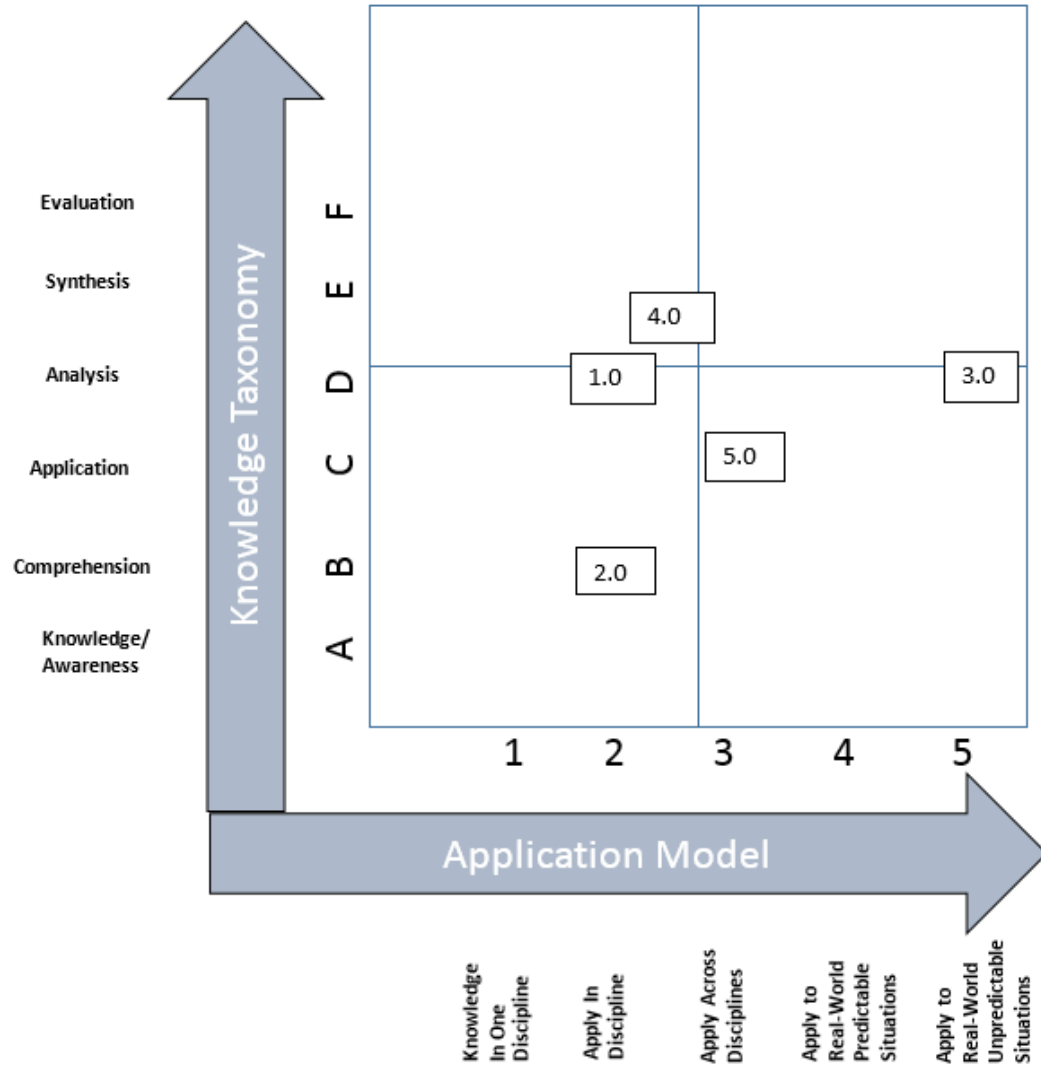 Evaluation
F
Synthesis
E
4.0
Analysis
D
1.0
3.0
Application
C
5.0
Comprehension
B
2.0
Knowledge/
Awareness
A
Knowledge Taxonomy
1 2 3 4 5
Application Model
Knowledge
In One
Discipline
Apply In
Discipline
Apply Across
Disciplines
Apply to
Real-World
Predictable
Situations
Apply to
Real-World
Unpredictable
Situations